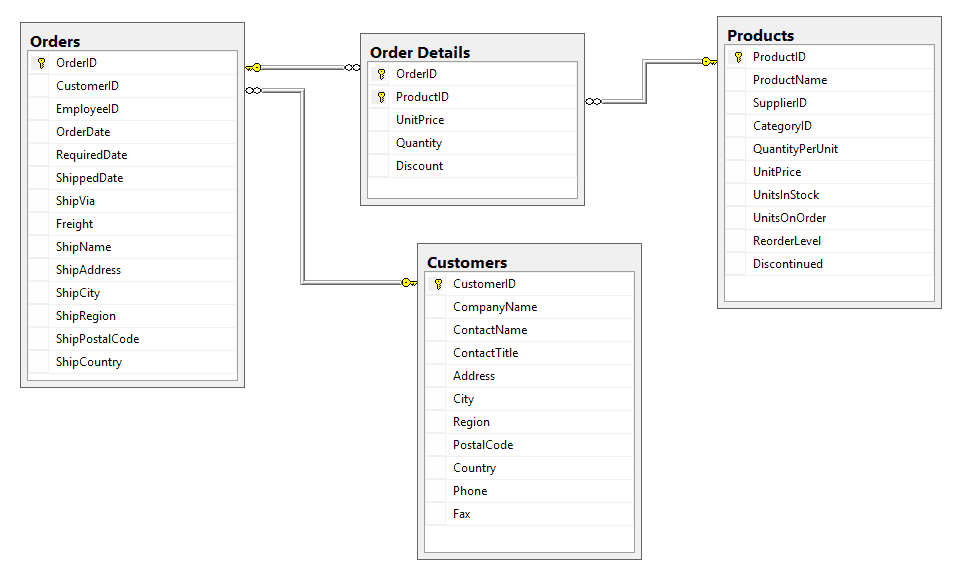 Orders
OrderID
CustomerID
EmployeeID
OrderDate
RequiredDate
ShippedDate
ShipVia
Freight
ShipName
ShipAddress
ShipCity
ShipRegion
ShipPostalCode
ShipCountry
Order Details
OrderID
ProductID
UnitPrice
Quantity
Discount
Products
ProductID
ProductName
SupplierID
CategoryID
QuantityPerUnit
UnitPrice
UnitsInStock
UnitsOnOrder
ReorderLevel
Discontinued
Customers
CustomerID
CompanyName
ContactName
ContactTitle
Address
City
Region
PostalCode
Country
Phone
Fax